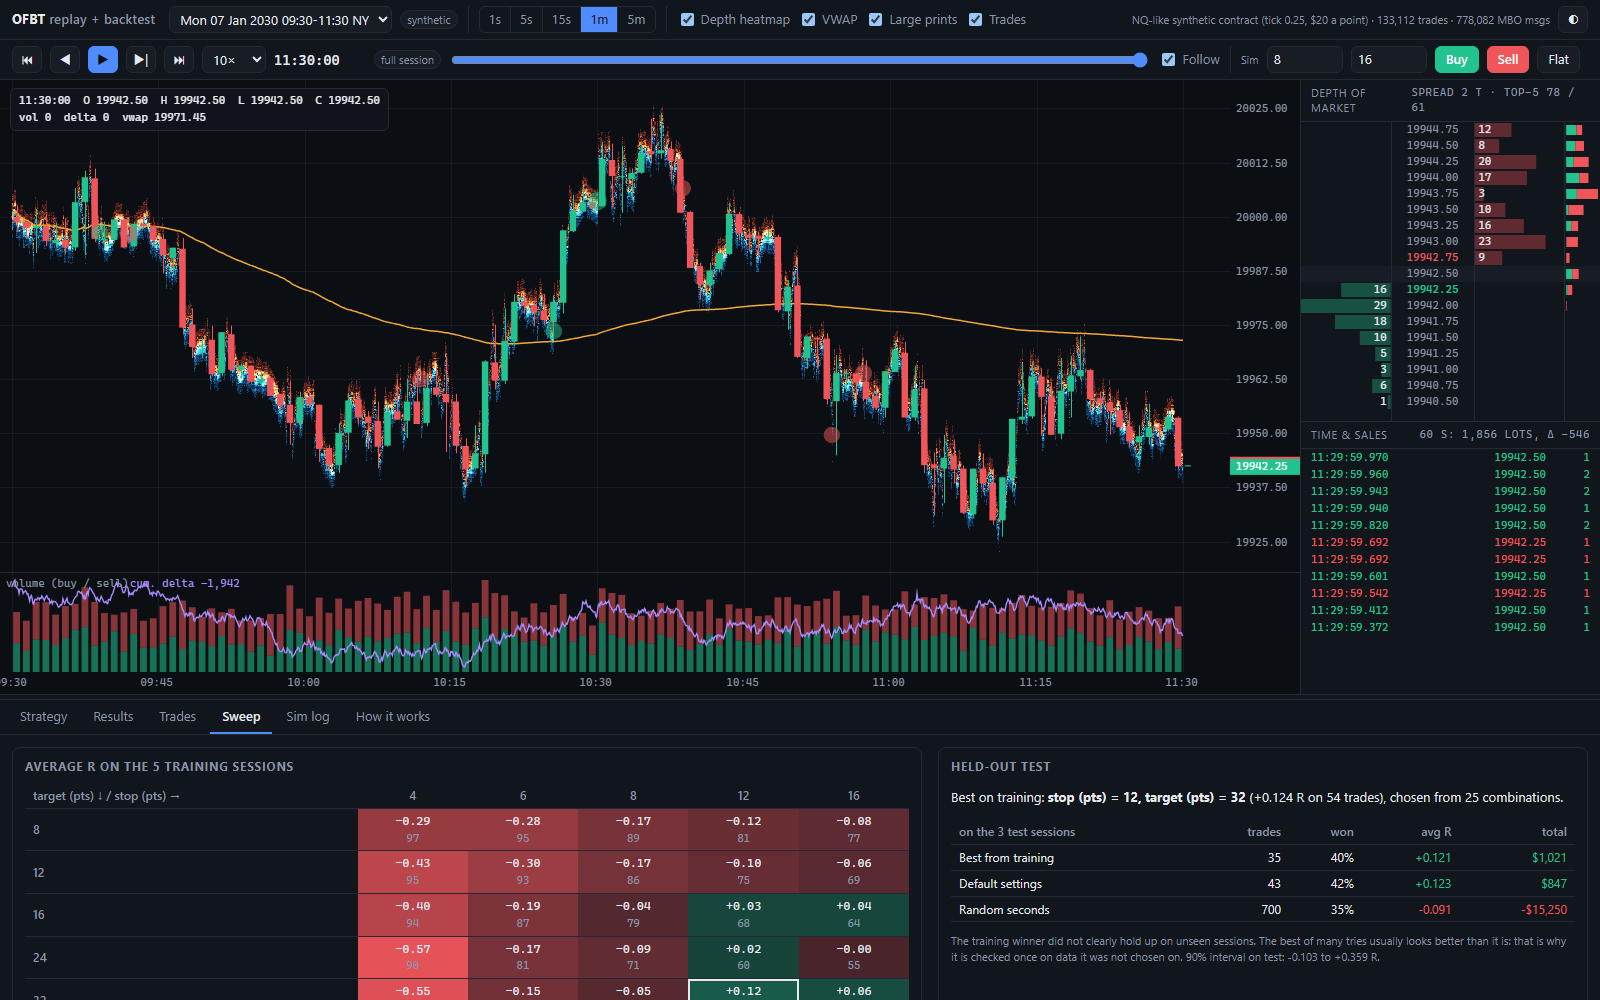 OFBT replay + backtest Mon 07 Jan 2030 09:30-11:30 NY synthetic 1s 5s 15s 1m 5m Depth heatmap VWAP Large prints Trades NQ-like synthetic contract (tick 0.25, $20 a point) · 133,112 trades · 778,082 MBO msgs
10× 11:30:00 full session Follow Sim 8 16 Buy Sell Flat
11:30:00 O 19942.50 H 19942.50 L 19942.50 C 19942.50
vol 0 delta 0 vwap 19971.45
20025.00
20012.50
20000.00
19987.50
19975.00
19962.50
19950.00
19942.25
19937.50
19925.00
volume (buy / sell) cum. delta −1,942
9:30 09:45 10:00 10:15 10:30 10:45 11:00 11:15 11:30
DEPTH OF MARKET
SPREAD 2 T · TOP-5 78 / 61
19944.75 12
19944.50 8
19944.25 20
19944.00 17
19943.75 3
19943.50 10
19943.25 16
19943.00 23
19942.75 9
19942.50
16 19942.25
29 19942.00
18 19941.75
10 19941.50
5 19941.25
3 19941.00
6 19940.75
1 19940.50
TIME & SALES 60 S: 1,856 LOTS, Δ −546
11:29:59.970 19942.50 1
11:29:59.960 19942.50 2
11:29:59.943 19942.50 2
11:29:59.940 19942.50 1
11:29:59.820 19942.50 2
11:29:59.692 19942.25 1
11:29:59.692 19942.25 1
11:29:59.601 19942.50 1
11:29:59.542 19942.25 1
11:29:59.412 19942.50 1
11:29:59.372 19942.50 1
Strategy Results Trades Sweep Sim log How it works
AVERAGE R ON THE 5 TRAINING SESSIONS
target (pts) ↓ / stop (pts) → 4 6 8 12 16
8 −0.29 −0.28 −0.17 −0.12 −0.08
97 95 89 81 77
12 −0.43 −0.30 −0.17 −0.10 −0.06
95 93 86 75 69
16 −0.40 −0.19 −0.04 +0.03 +0.04
94 87 79 68 64
24 −0.57 −0.17 −0.09 +0.02 −0.00
90 81 71 60 55
32 −0.55 −0.15 −0.05 +0.12 +0.06
HELD-OUT TEST
Best on training: stop (pts) = 12, target (pts) = 32 (+0.124 R on 54 trades), chosen from 25 combinations.
on the 3 test sessions trades won avg R total
Best from training 35 40% +0.121 $1,021
Default settings 43 42% +0.123 $847
Random seconds 700 35% -0.091 -$15,250
The training winner did not clearly hold up on unseen sessions. The best of many tries usually looks better than it is: that is why
it is checked once on data it was not chosen on. 90% interval on test: -0.103 to +0.359 R.